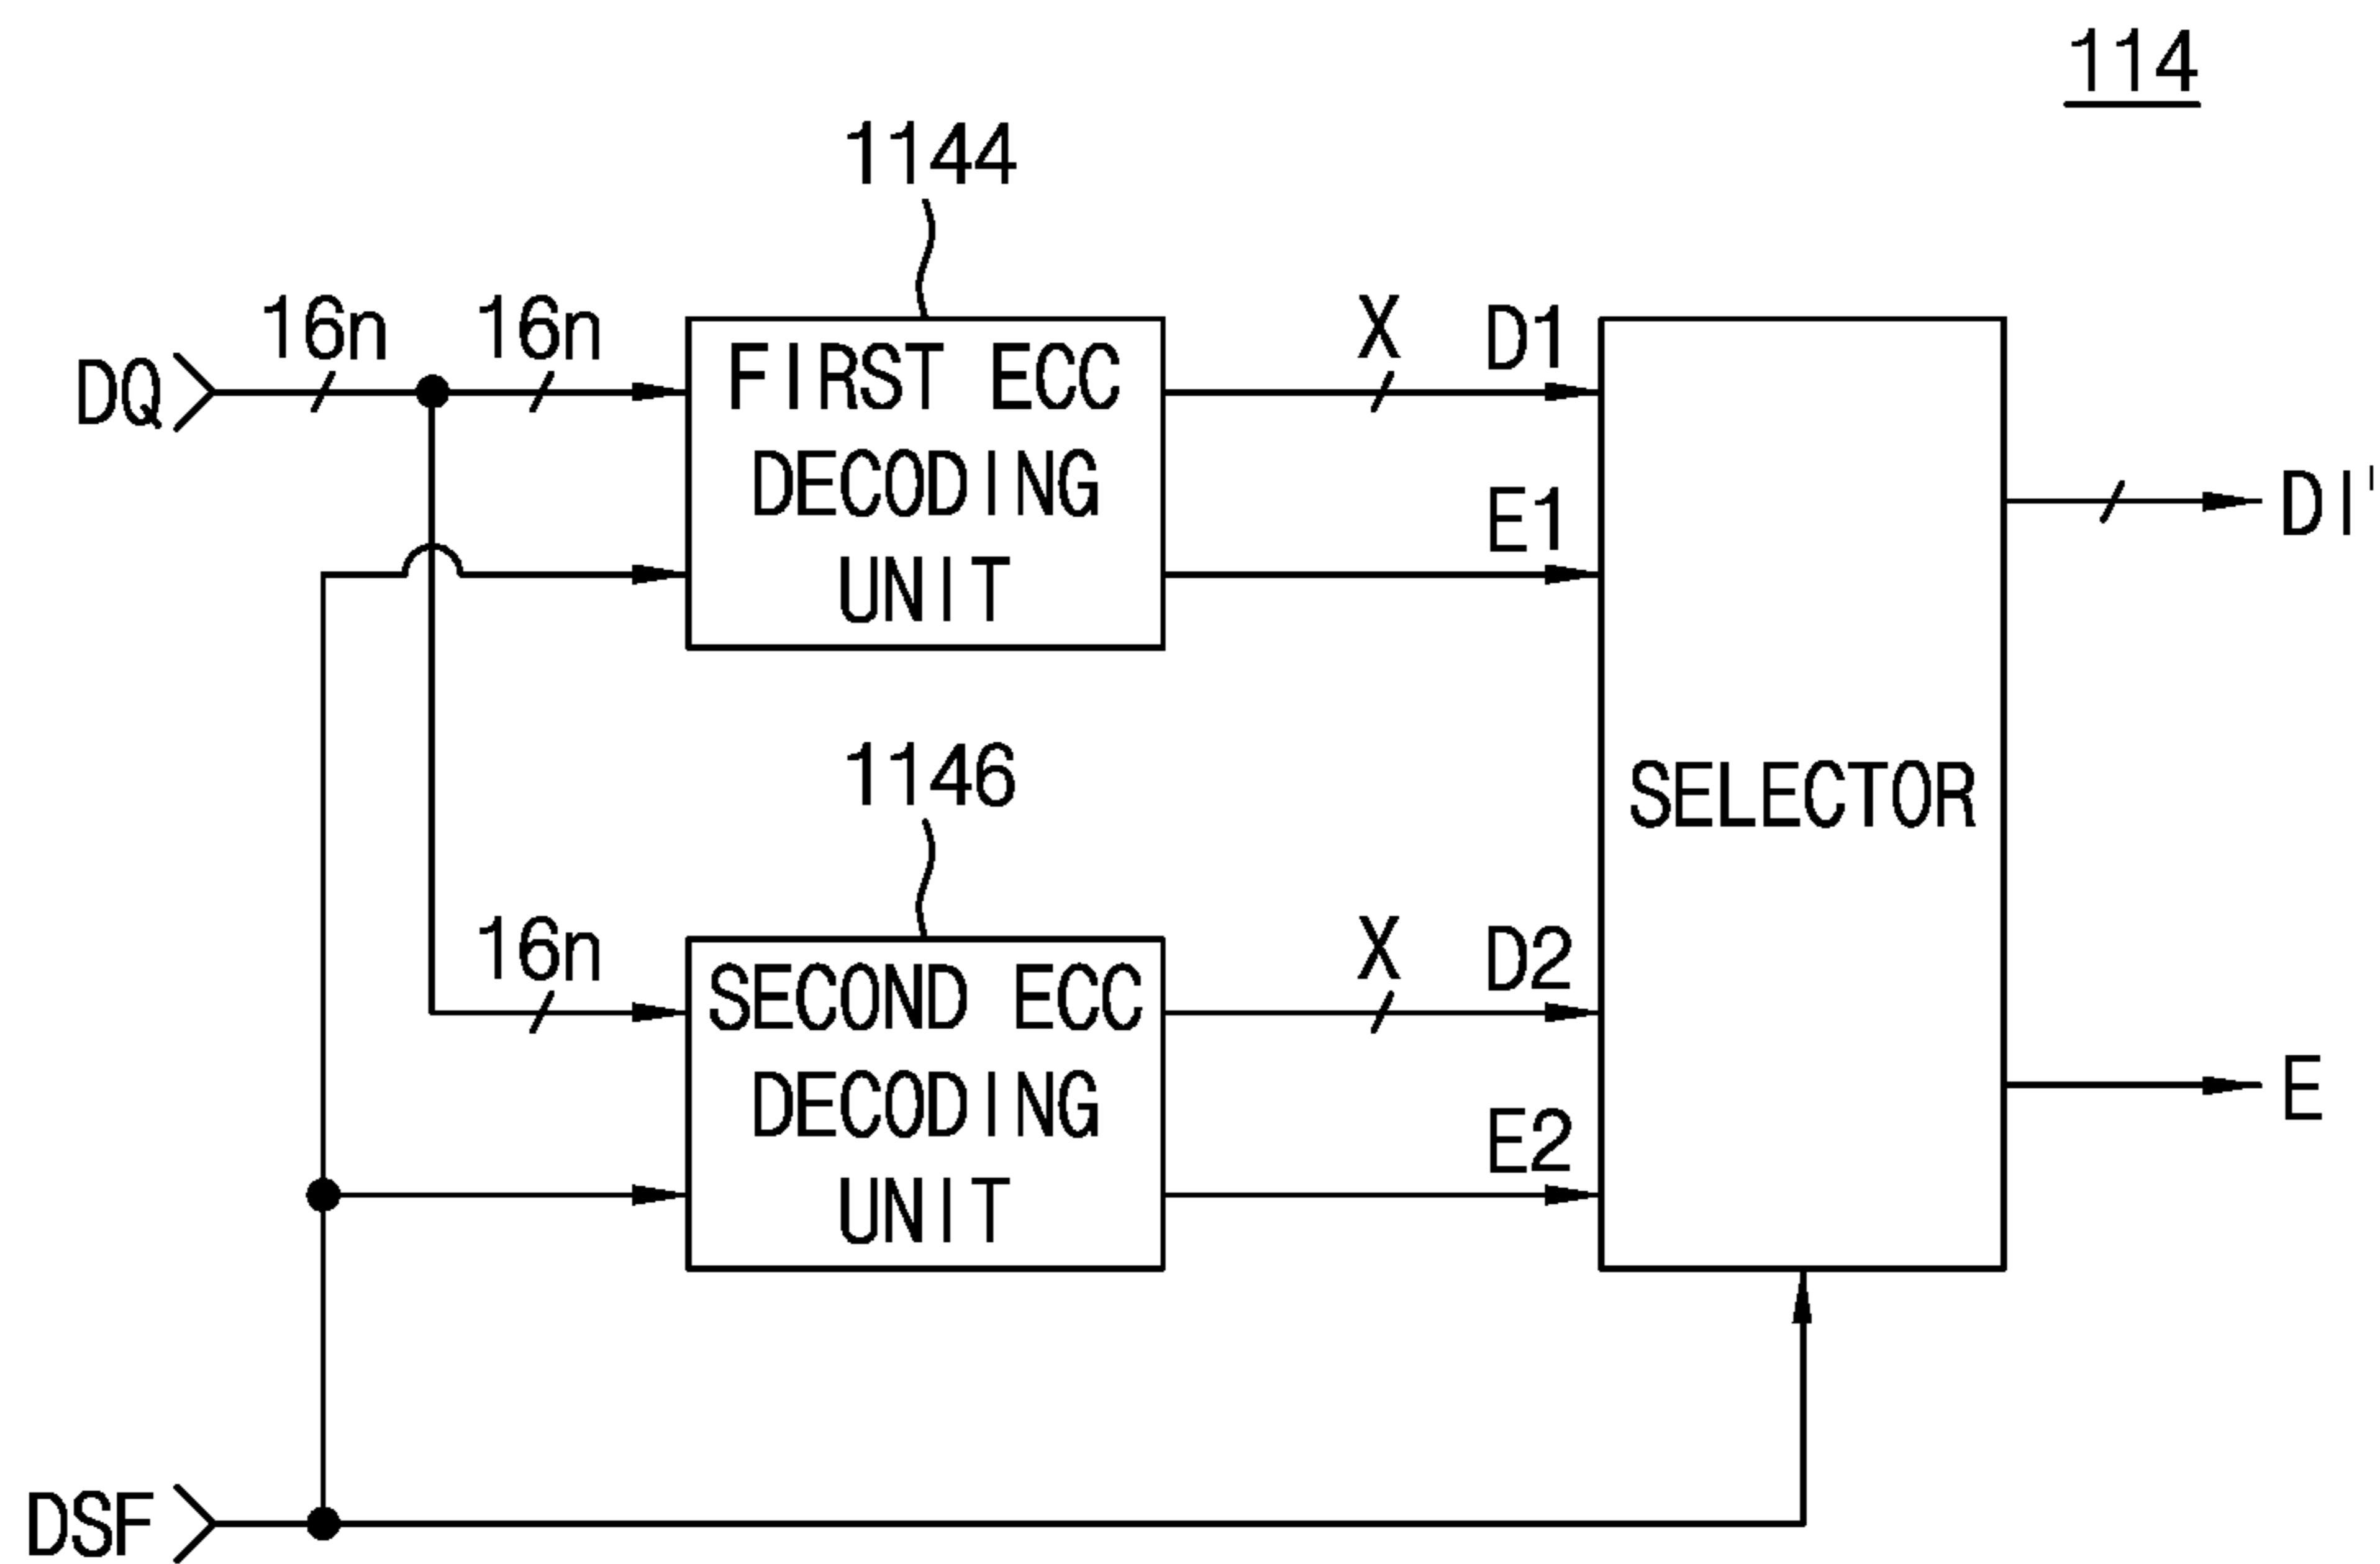 114
1144
16n
16n
DQ
FIRST ECC
DECODING
UNIT
X
D1
E1
DI'
1146
SELECTOR
16n
SECOND ECC
DECODING
UNIT
X
D2
E2
E
DSF